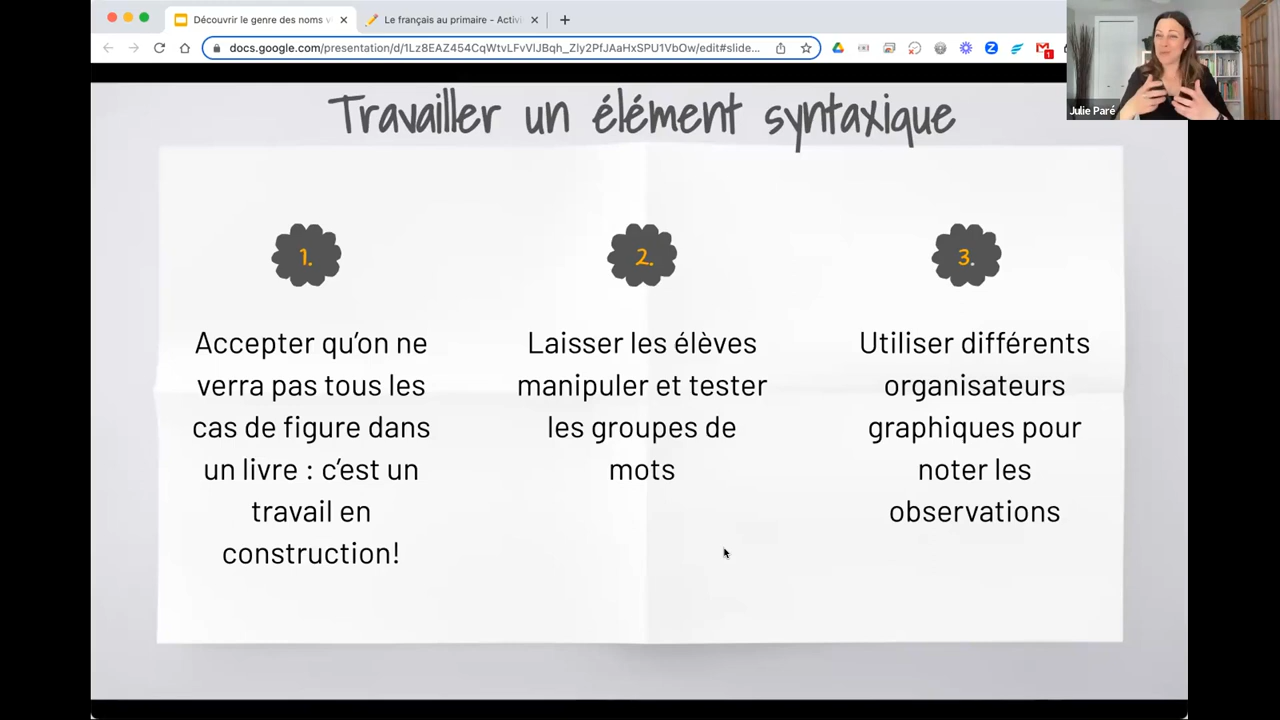 Découvrir le genre des noms
Le français au primaire - Activi
docs.google.com/presentation/d/1Lz8EAZ454CqWtvLFvVIJBqh_ZIy2PfJAaHxSPU1VbOw/edit#slide...
1
Julie Paré
Travailler un élément syntaxique
1.
Accepter qu’on ne
verra pas tous les
cas de figure dans
un livre : c’est un
travail en
construction!
2.
Laisser les élèves
manipuler et tester
les groupes de
mots
3.
Utiliser différents
organisateurs
graphiques pour
noter les
observations